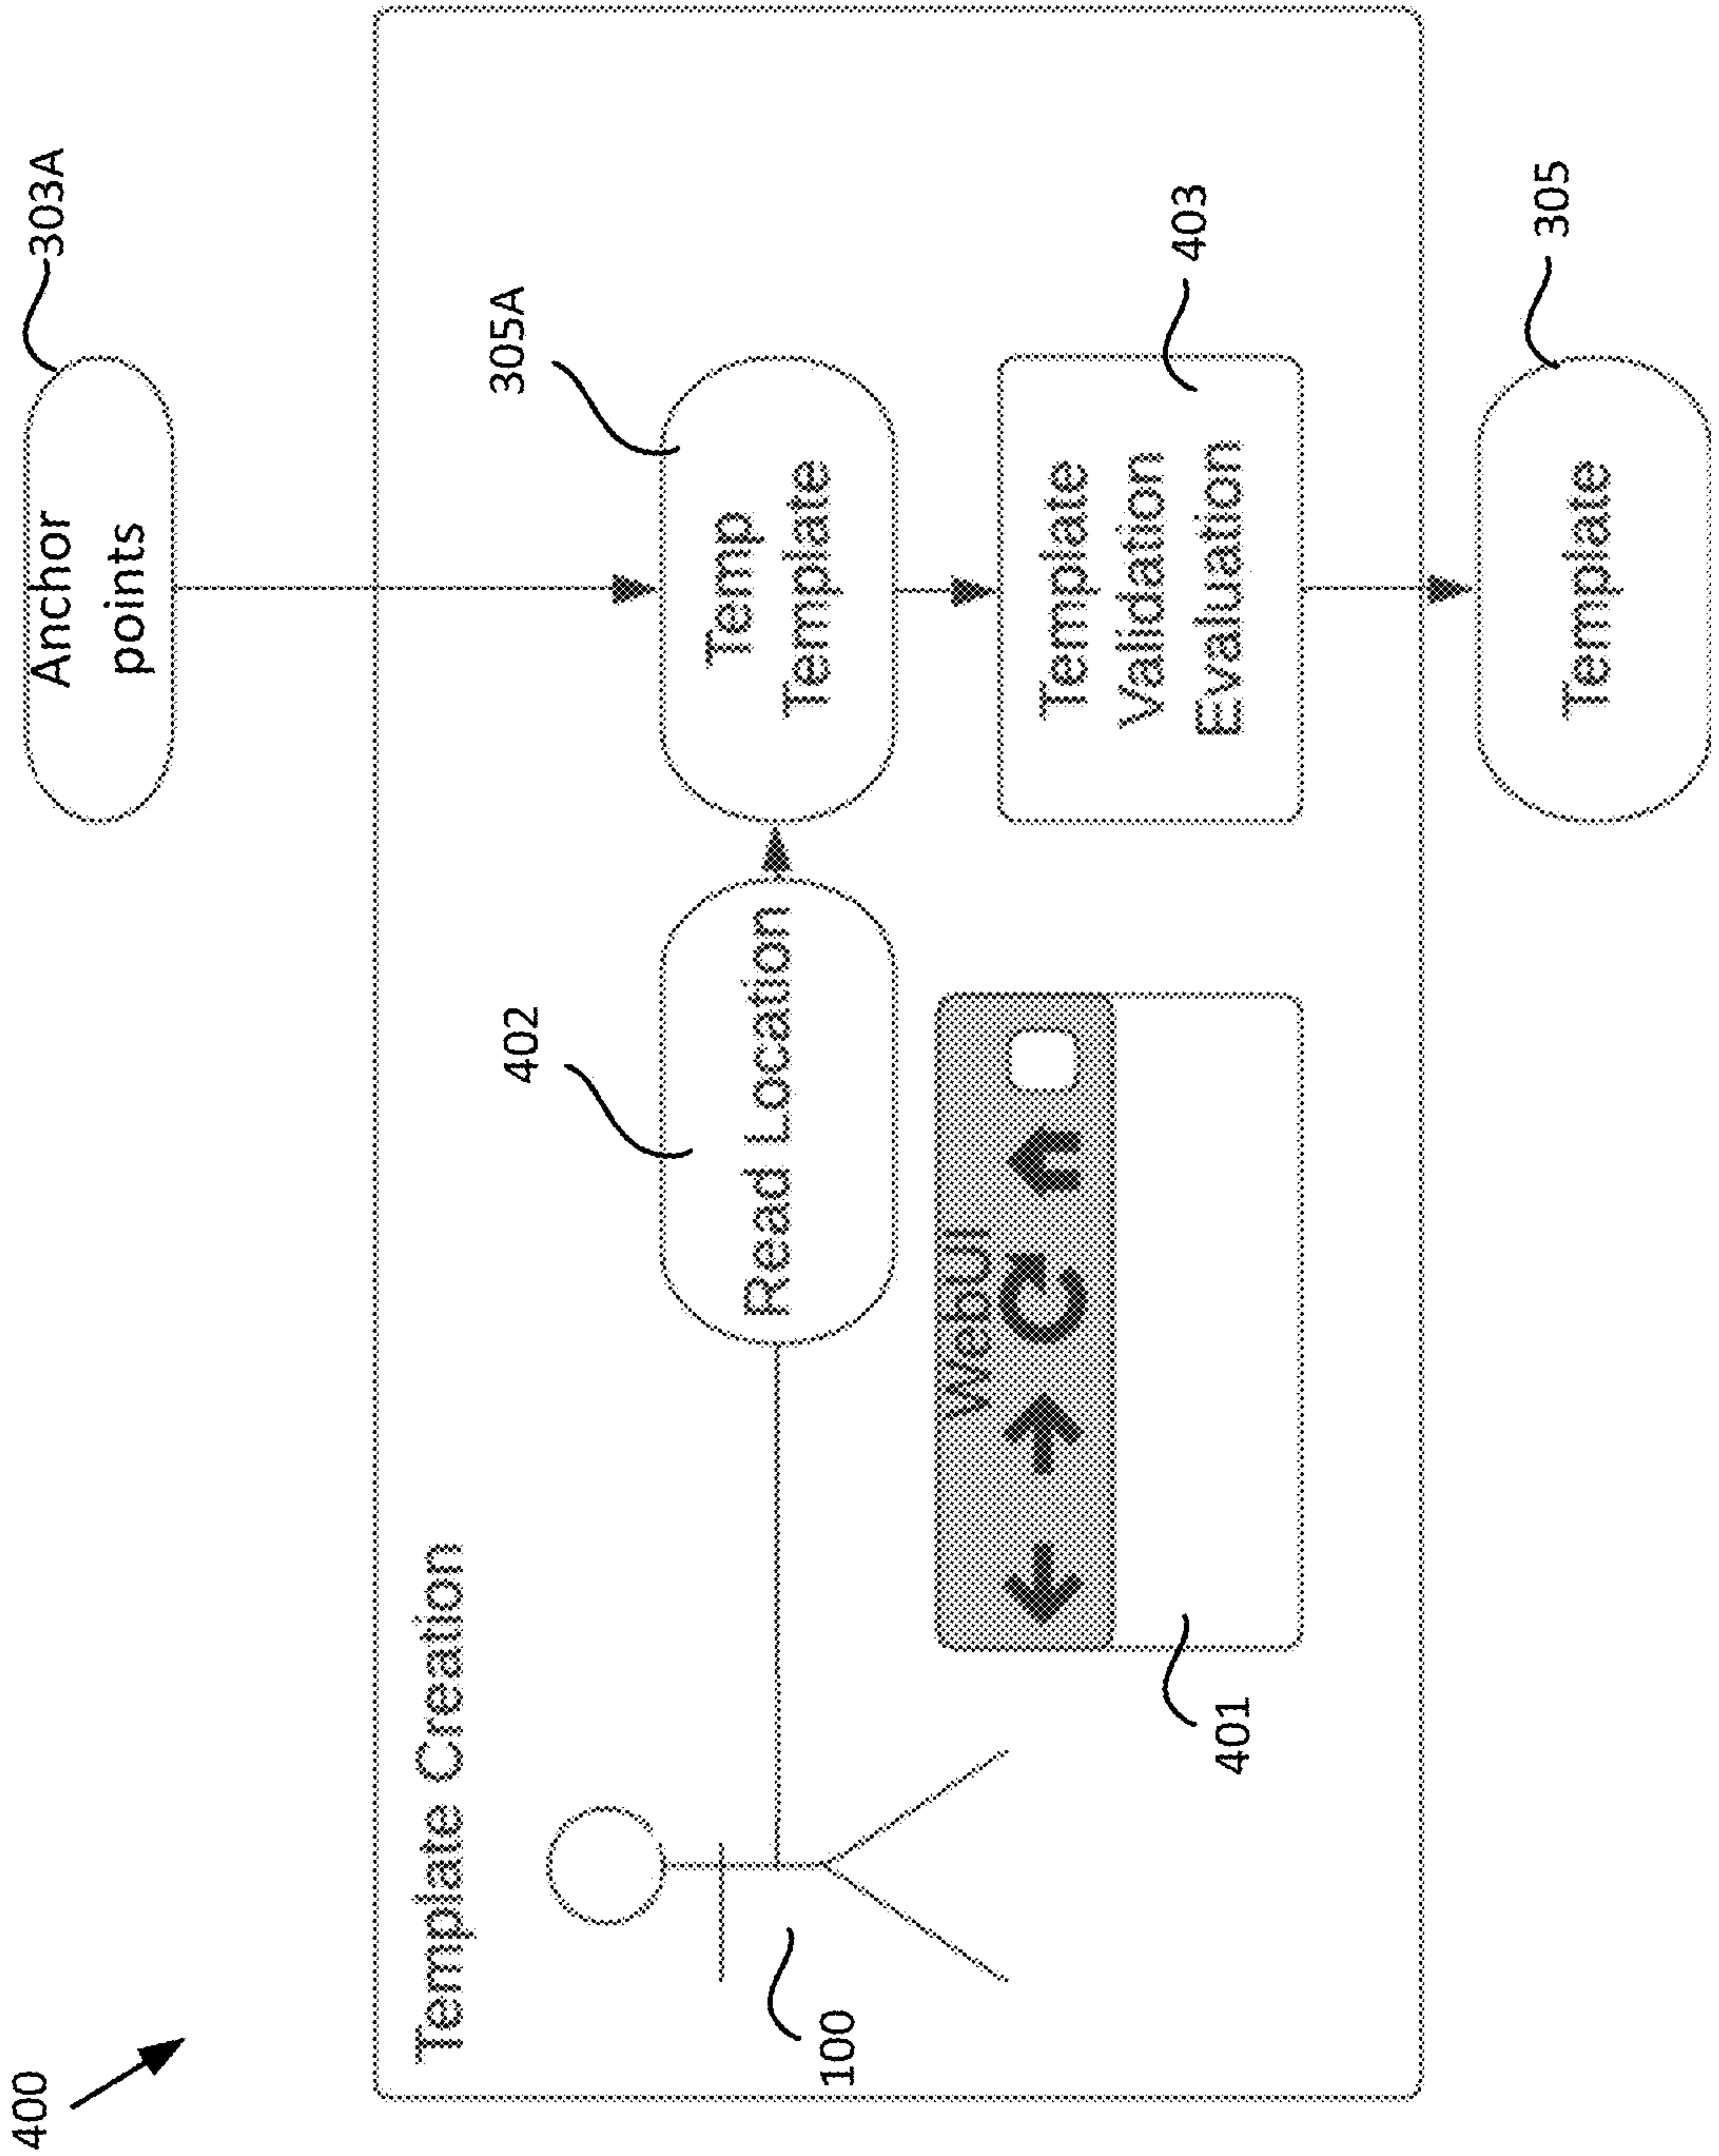 400
303A
Anchor
points
Template Creation
305A
402
Temp
Template
Read Location
100
WebUI
401
Template
Validation
Evaluation
403
305
Template